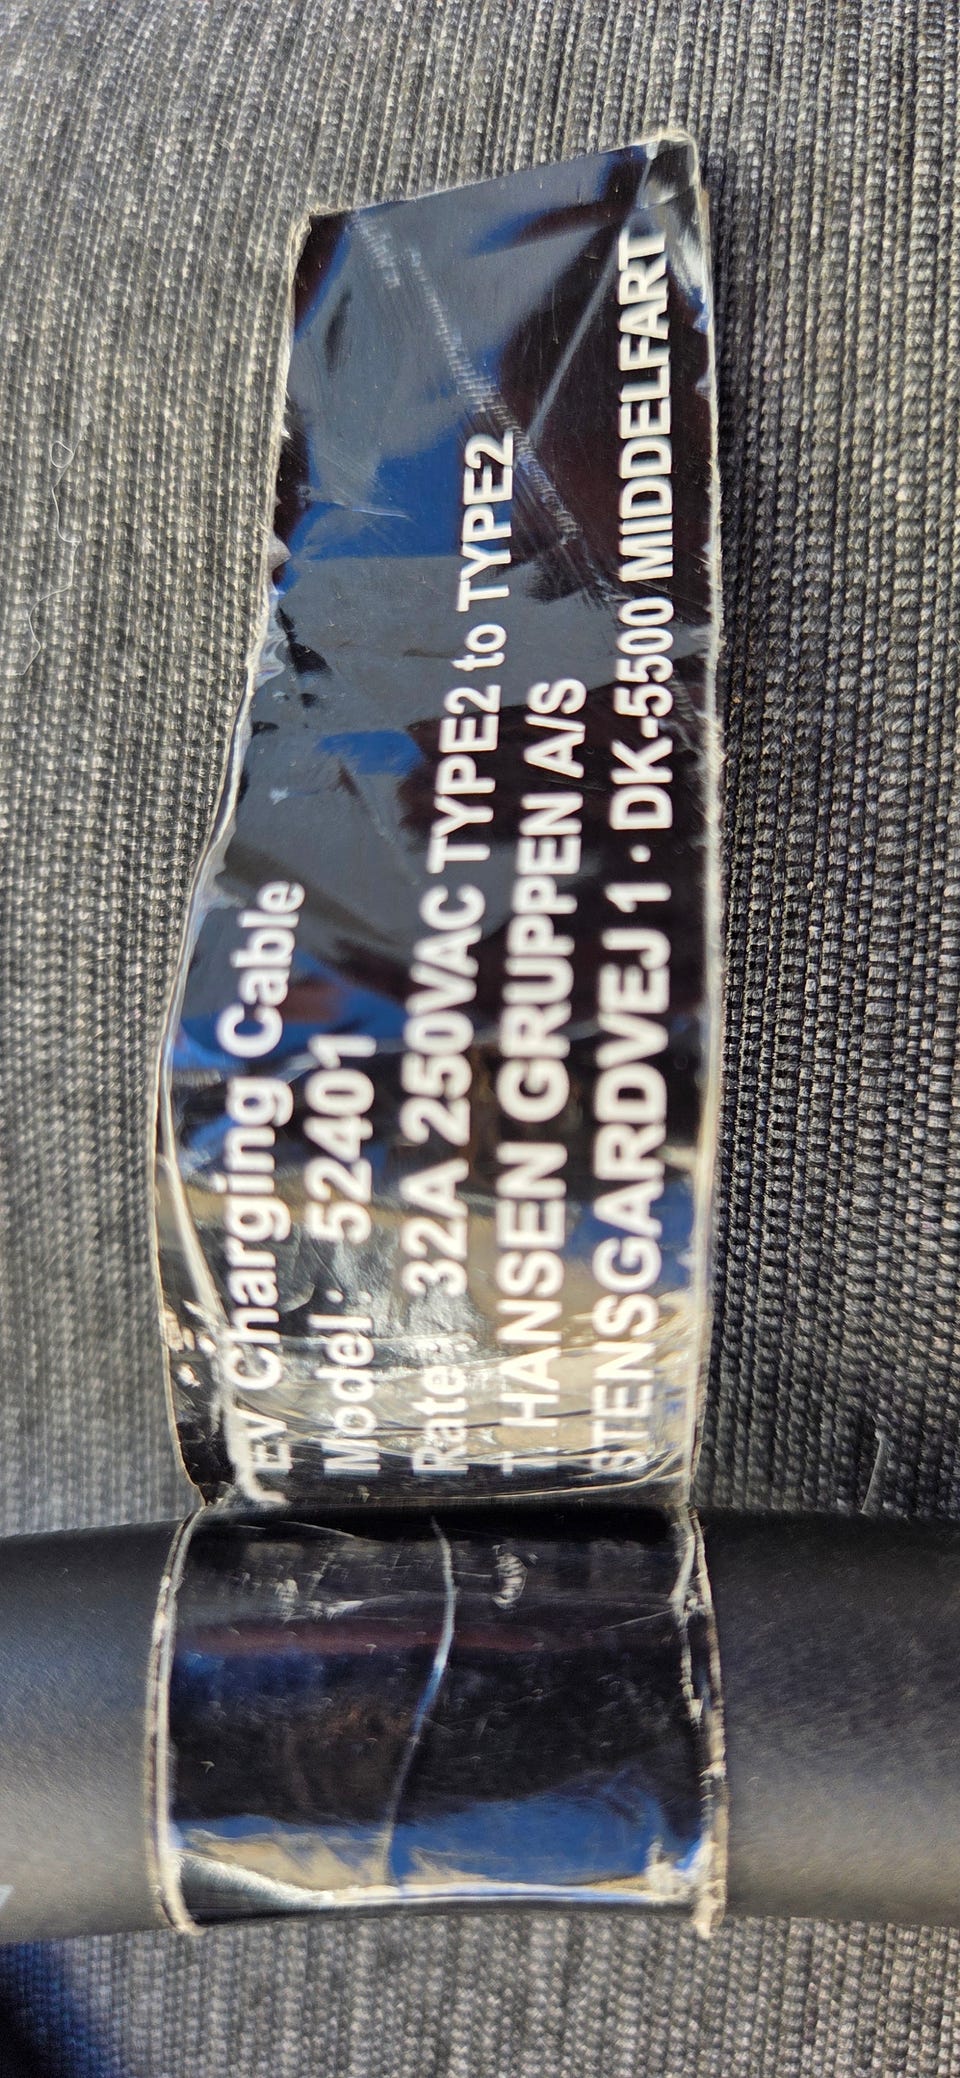 EV Charging Cable
Model: 52401
Rate: 32A 250VAC TYPE2 to TYPE2
T HANSEN GRUPPEN A/S
STENSGARDVEJ 1 · DK-5500 MIDDELFART